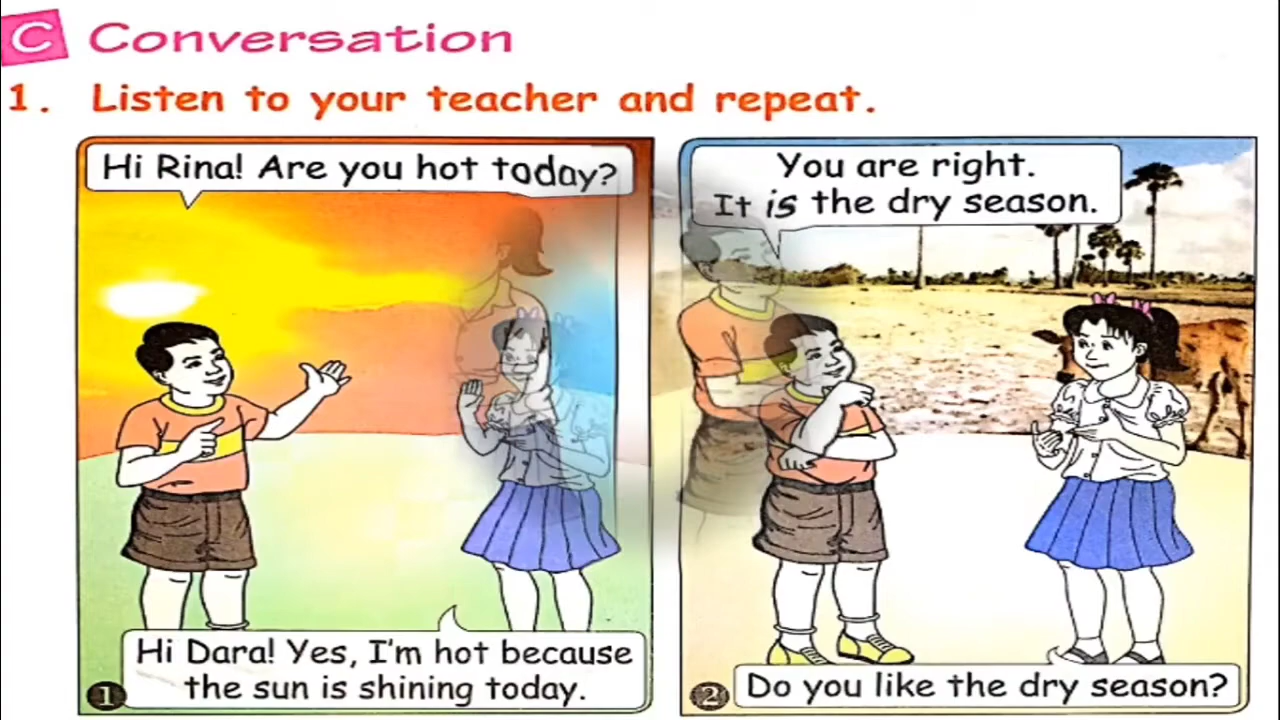 C Conversation
1. Listen to your teacher and repeat.
Hi Rina! Are you hot today?
Hi Dara! Yes, I'm hot because
the sun is shining today.
1
You are right.
It is the dry season.
Do you like the dry season?
2